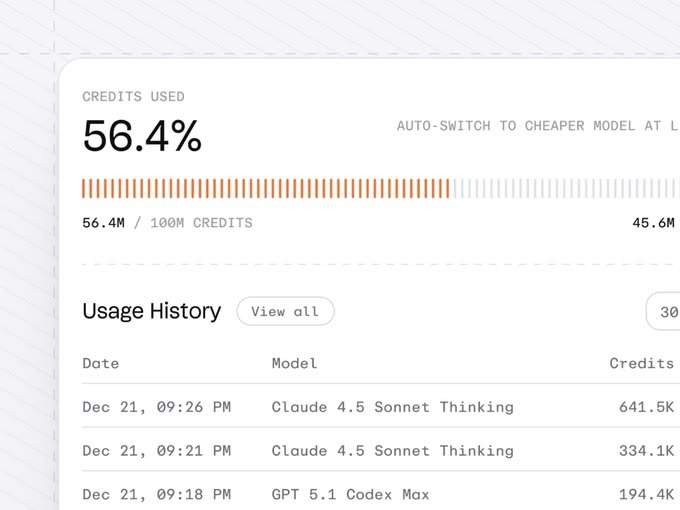 CREDITS USED
56.4%
AUTO-SWITCH TO CHEAPER MODEL AT L
56.4M / 100M CREDITS
45.6M
Usage History
View all
30
Date Model Credits
Dec 21, 09:26 PM Claude 4.5 Sonnet Thinking 641.5K
Dec 21, 09:21 PM Claude 4.5 Sonnet Thinking 334.1K
Dec 21, 09:18 PM GPT 5.1 Codex Max 194.4K